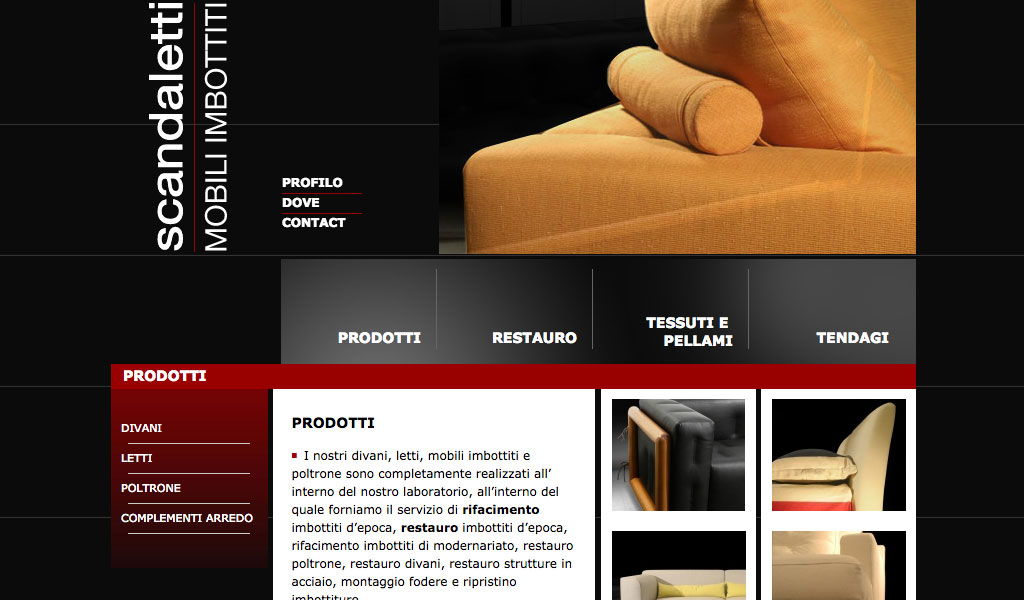 scandaletti
MOBILI IMBOTTITI
PROFILO
DOVE
CONTACT
PRODOTTI
RESTAURO
TESSUTI E
PELLAMI
TENDAGI
PRODOTTI
DIVANI
LETTI
POLTRONE
COMPLEMENTI ARREDO
PRODOTTI
I nostri divani, letti, mobili imbottiti e
poltrone sono completamente realizzati all’
interno del nostro laboratorio, all’interno del
quale forniamo il servizio di rifacimento
imbottiti d’epoca, restauro imbottiti d’epoca,
rifacimento imbottiti di modernariato, restauro
poltrone, restauro divani, restauro strutture in
acciaio, montaggio fodere e ripristino
imbottiture